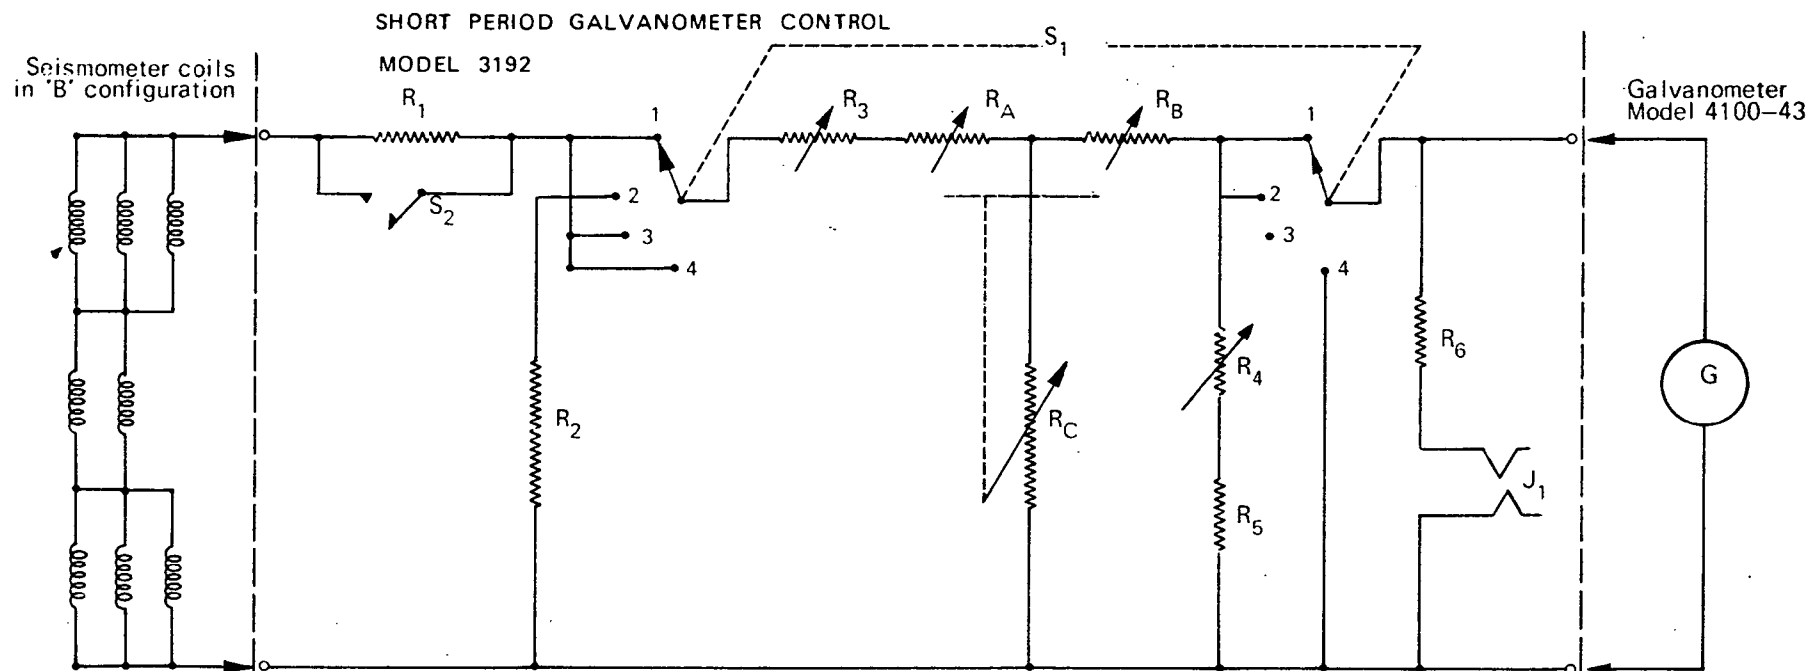 SHORT PERIOD GALVANOMETER CONTROL
MODEL 3192
Seismometer coils
in 'B' configuration
Galvanometer
Model 4100-43
S1
R1
R3
RA
RB
1
1
S2
2
2
3
3
4
4
R2
RC
R4
R5
R6
J1
G